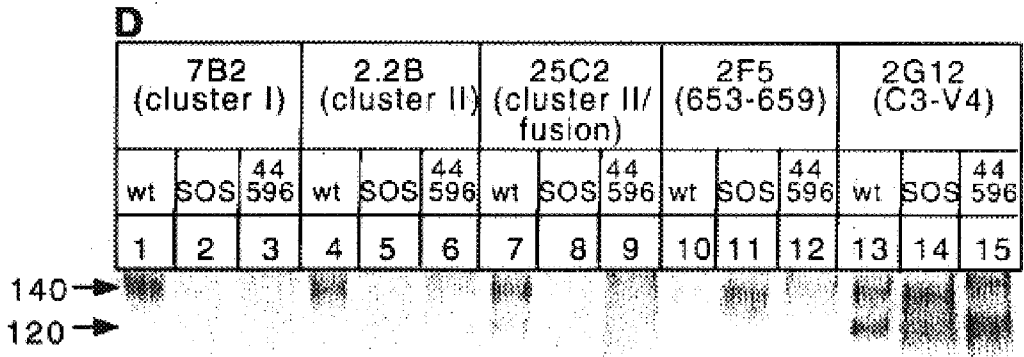 D
7B2 2.2B 25C2 2F5 2G12
(cluster I) (cluster II) (cluster II/ (653-659) (C3-V4)
fusion)
44 44 44 44 44
wt SOS 596 wt SOS 596 wt SOS 596 wt SOS 596 wt SOS 596
1 2 3 4 5 6 7 8 9 10 11 12 13 14 15
140
120